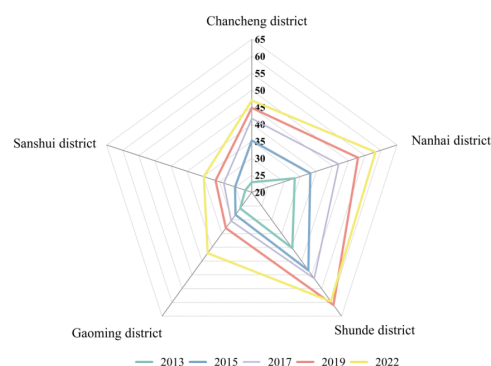 Chancheng district
65
60
55
50
45
40
35
30
25
20
Sanshui district
Nanhai district
Gaoming district
Shunde district
2013 2015 2017 2019 2022